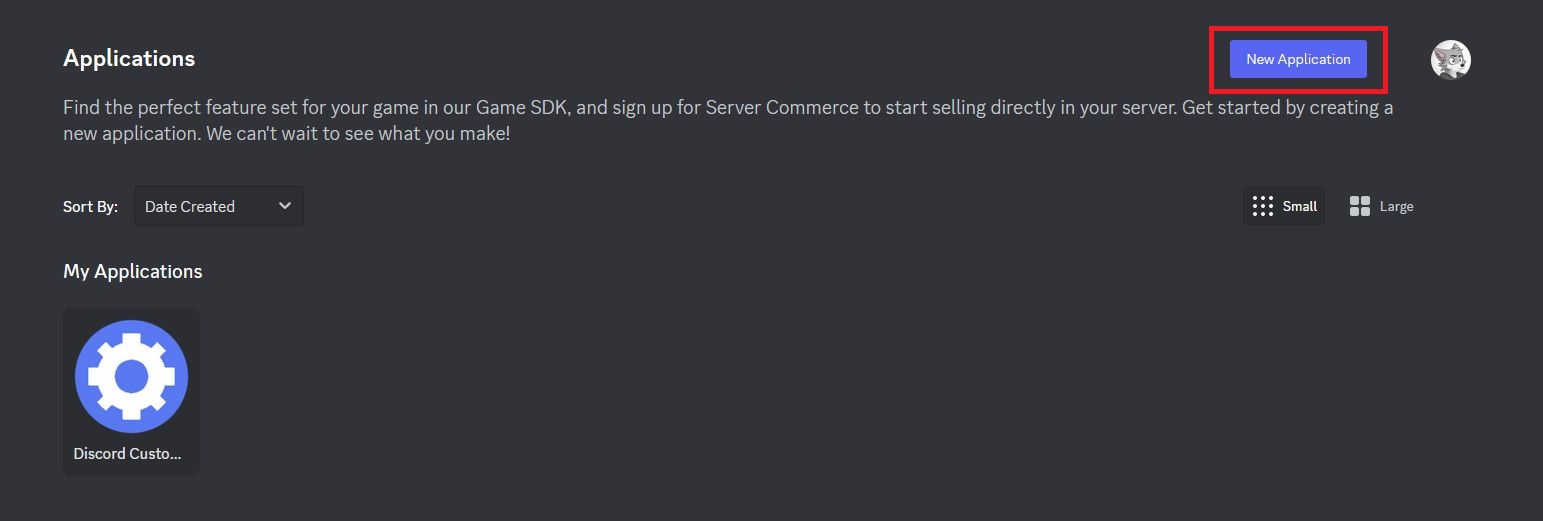 Applications
New Application
Find the perfect feature set for your game in our Game SDK, and sign up for Server Commerce to start selling directly in your server. Get started by creating a
new application. We can't wait to see what you make!
Sort By:
Date Created
Small
Large
My Applications
Discord Custo...